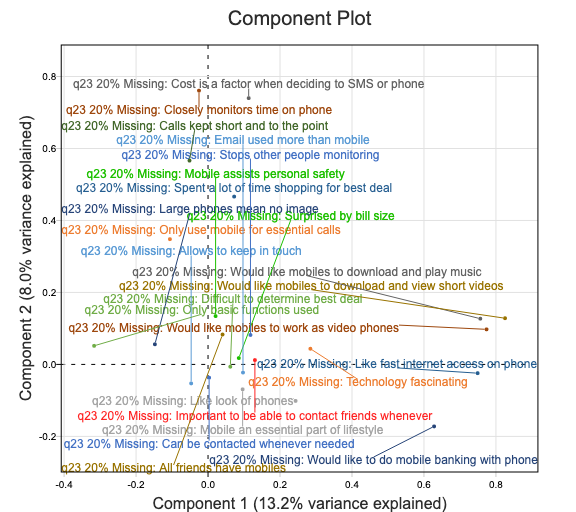 Component Plot
q23 20% Missing: Cost is a factor when deciding to SMS or phone
q23 20% Missing: Closely monitors time on phone
q23 20% Missing: Calls kept short and to the point
q23 20% Missing: Email used more than mobile
q23 20% Missing: Stops other people monitoring
q23 20% Missing: Mobile assists personal safety
q23 20% Missing: Spent a lot of time shopping for best deal
q23 20% Missing: Large phones mean no image
q23 20% Missing: Surprised by bill size
q23 20% Missing: Only use mobile for essential calls
q23 20% Missing: Allows to keep in touch
q23 20% Missing: Would like mobiles to download and play music
q23 20% Missing: Would like mobiles to download and view short videos
q23 20% Missing: Difficult to determine best deal
q23 20% Missing: Only basic functions used
q23 20% Missing: Would like mobiles to work as video phones
q23 20% Missing: Like fast internet access on phone
q23 20% Missing: Technology fascinating
q23 20% Missing: Like look of phones
q23 20% Missing: Important to be able to contact friends whenever
q23 20% Missing: Mobile an essential part of lifestyle
q23 20% Missing: Can be contacted whenever needed
q23 20% Missing: Would like to do mobile banking with phone
q23 20% Missing: All friends have mobiles
0.8
0.6
0.4
0.2
0.0
-0.2
-0.4
-0.2
0.0
0.2
0.4
0.6
0.8
Component 2 (8.0% variance explained)
Component 1 (13.2% variance explained)